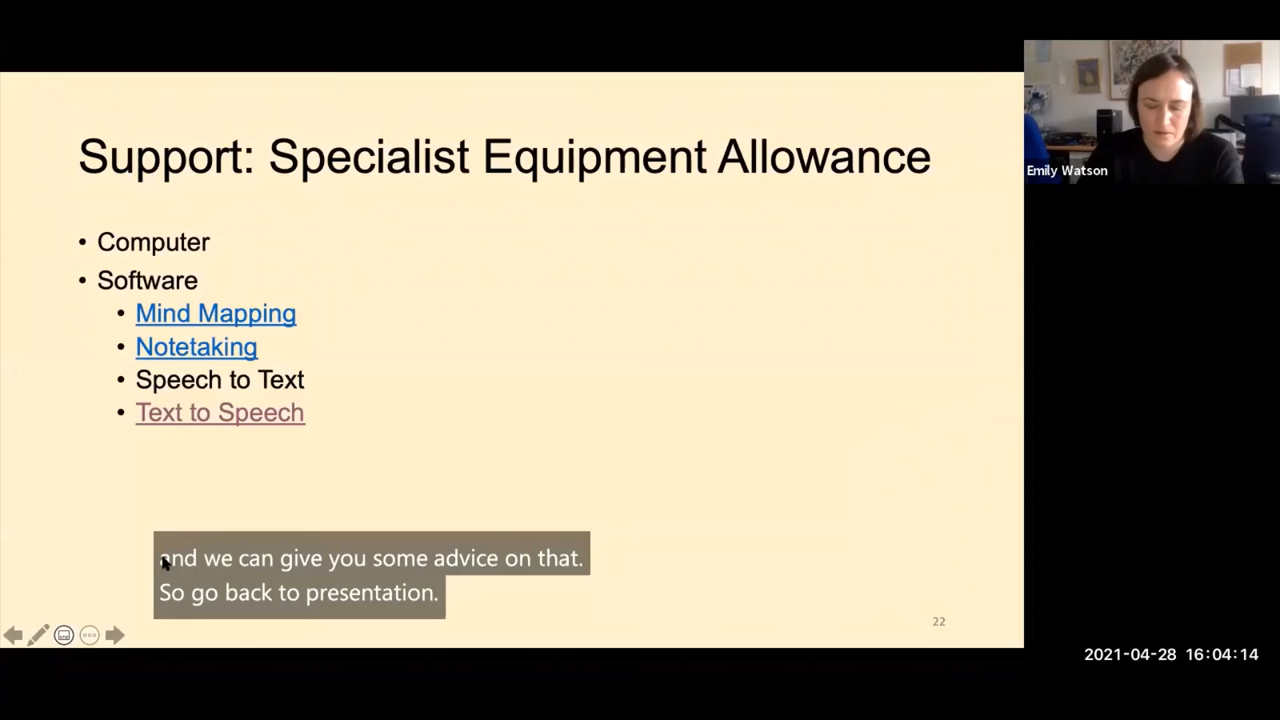 Support: Specialist Equipment Allowance
• Computer
• Software
• Mind Mapping
• Notetaking
• Speech to Text
• Text to Speech
and we can give you some advice on that.
So go back to presentation.
22
Emily Watson
2021-04-28 16:04:14